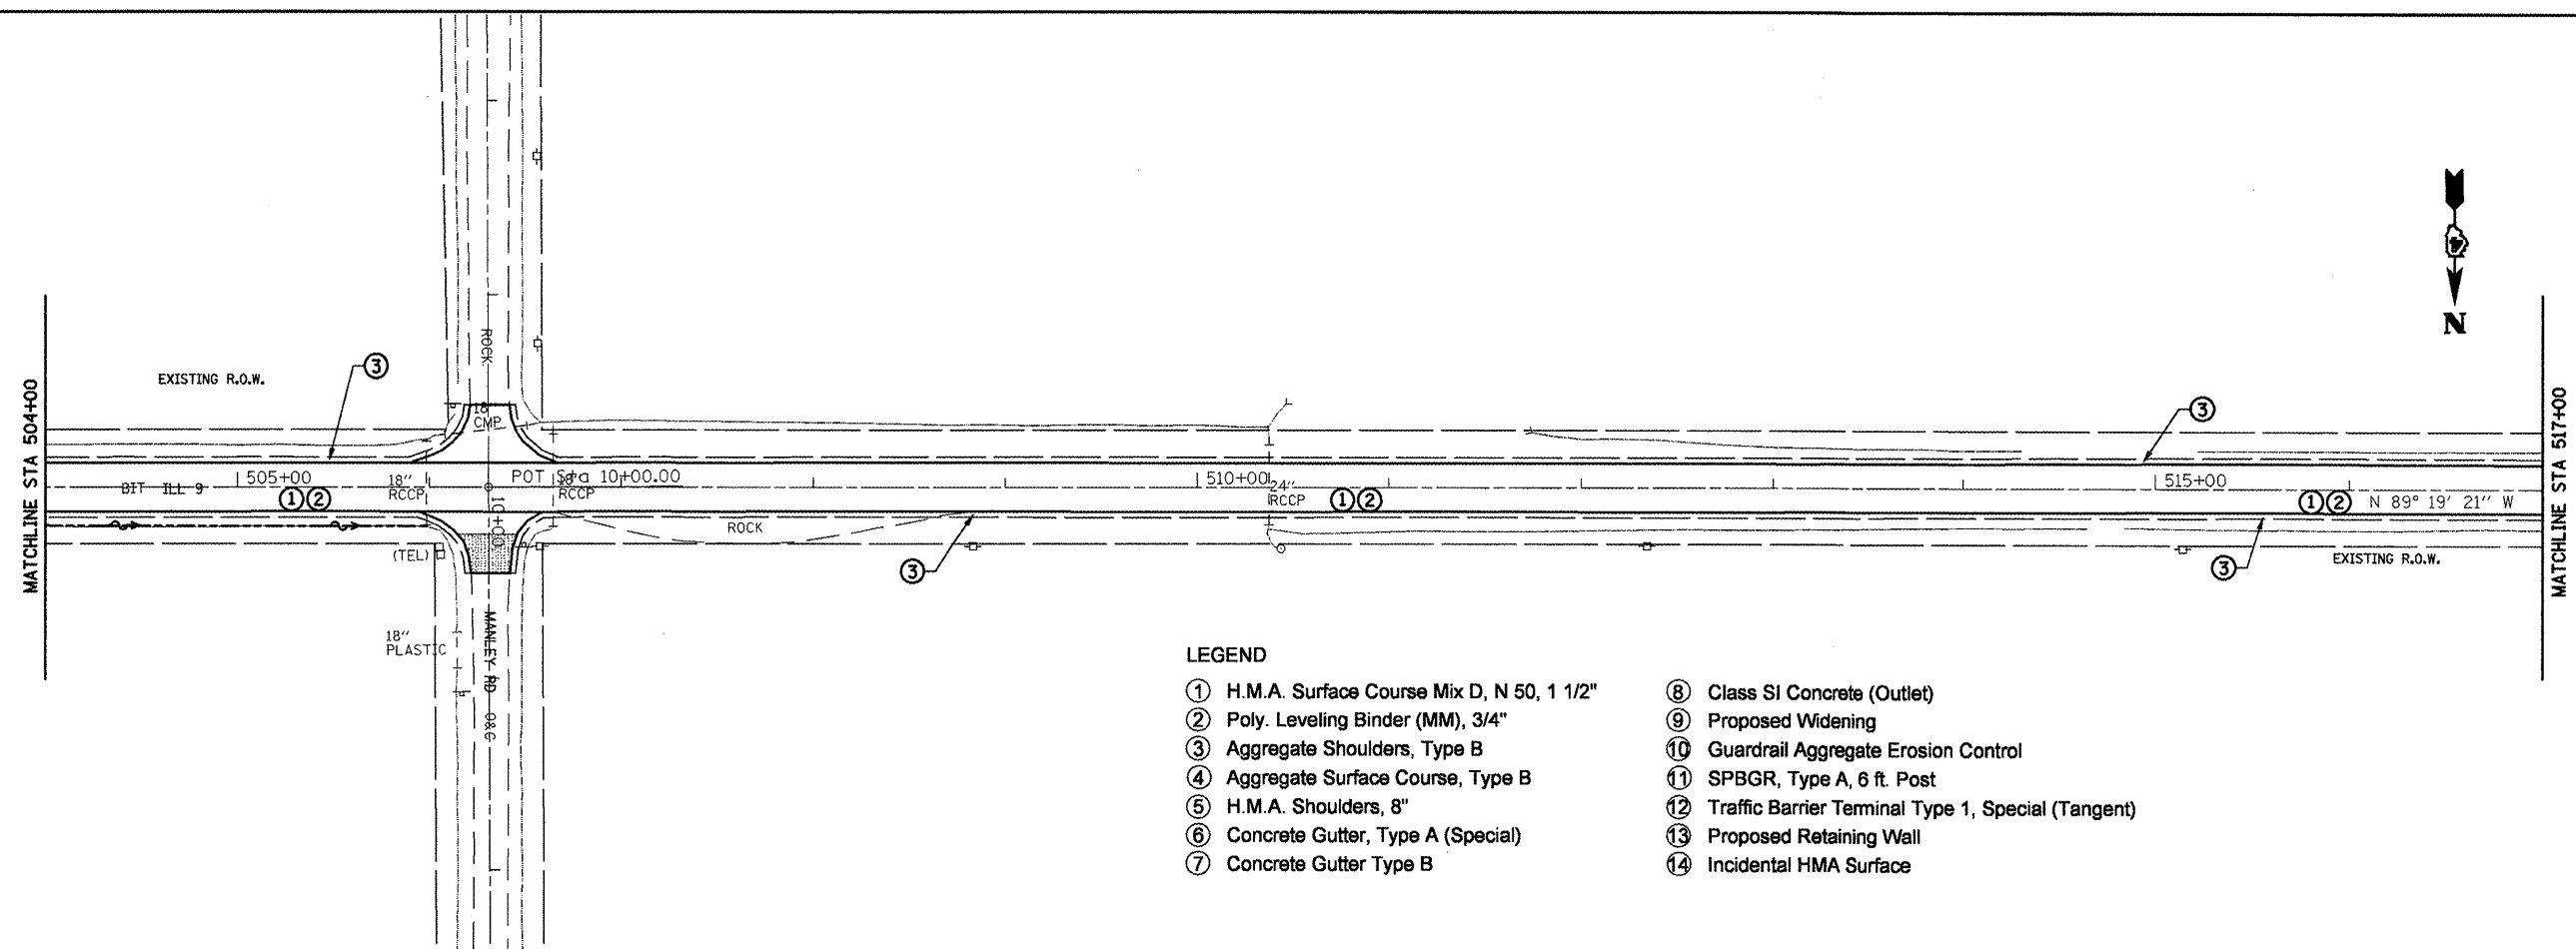 MATCHLINE STA 504+00
EXISTING R.O.W.
3
ROCK
18"
CMP
3
MATCHLINE STA 517+00
N
BIT ILL 9
505+00
1 2
18"
RCCP
POT Sta 10+00.00
18"
RCCP
10+00
510+00
24"
RCCP
1 2
515+00
1 2
N 89° 19' 21" W
ROCK
(TEL)
3
3
EXISTING R.O.W.
18"
PLASTIC
MANLEY RD O&C
LEGEND
1 H.M.A. Surface Course Mix D, N 50, 1 1/2"
2 Poly. Leveling Binder (MM), 3/4"
3 Aggregate Shoulders, Type B
4 Aggregate Surface Course, Type B
5 H.M.A. Shoulders, 8"
6 Concrete Gutter, Type A (Special)
7 Concrete Gutter Type B
8 Class SI Concrete (Outlet)
9 Proposed Widening
10 Guardrail Aggregate Erosion Control
11 SPBGR, Type A, 6 ft. Post
12 Traffic Barrier Terminal Type 1, Special (Tangent)
13 Proposed Retaining Wall
14 Incidental HMA Surface